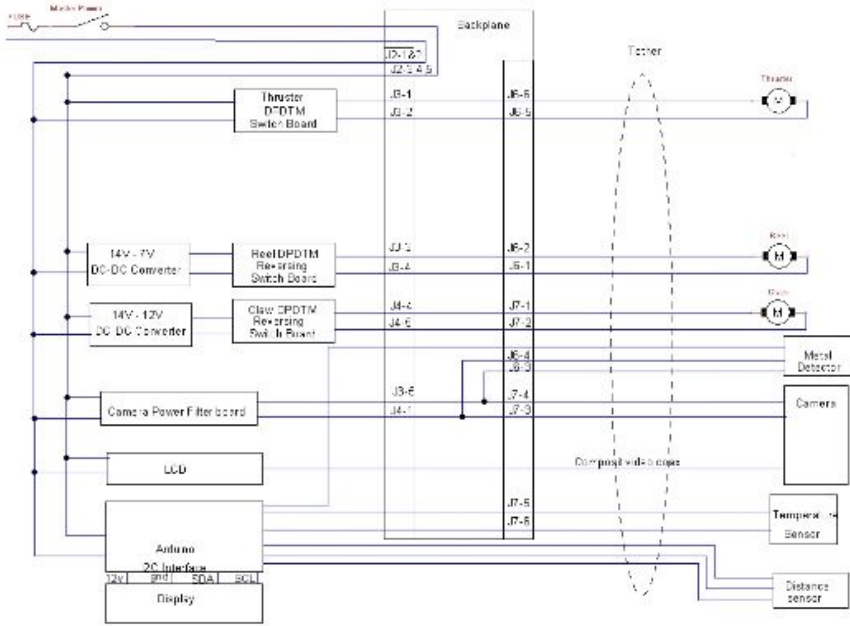 FUSE
Master Power
Backplane
J2-1&2
J2-3 4,5
Tether
Thruster
DPDTM
Switch Board
J3-1
J3-2
J6-6
J6-5
Thruster
M
14V - 7V
DC-DC Converter
Reel DPDTM
Reversing
Switch Board
J3-3
J3-4
J6-2
J6-1
Reel
M
14V - 12V
DC-DC Converter
Claw DPDTM
Reversing
Switch Board
J4-4
J4-5
J7-1
J7-2
M
J6-4
J6-3
Metal
Detector
Camera Power Filter board
J3-6
J4-1
J7-4
J7-3
Camera
LCD
Composit video coax
Arduino
I2C Interface
J7-5
J7-6
Temperature
Sensor
12v
gnd
SDA
SCL
Display
Distance
sensor